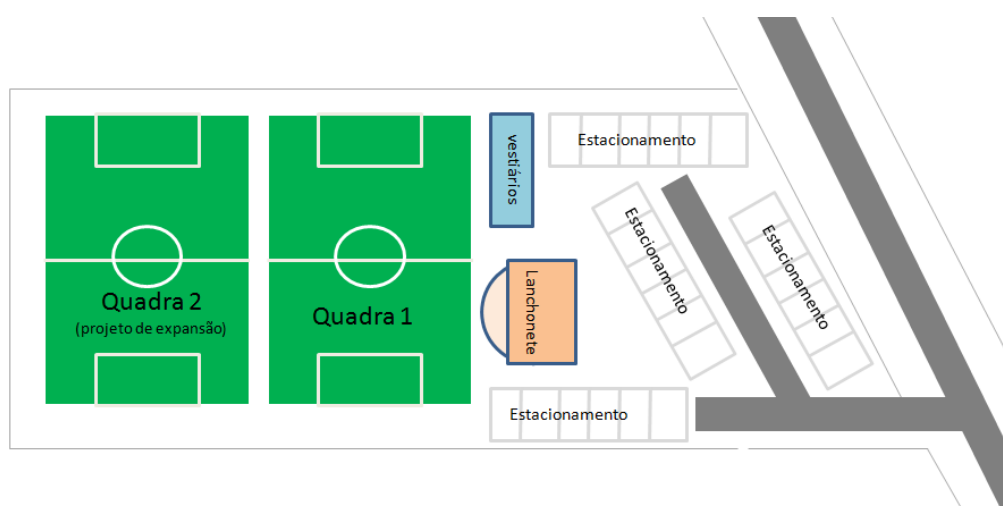 Quadra 2
(projeto de expansão)
Quadra 1
vestiários
Lanchonete
Estacionamento
Estacionamento
Estacionamento
Estacionamento